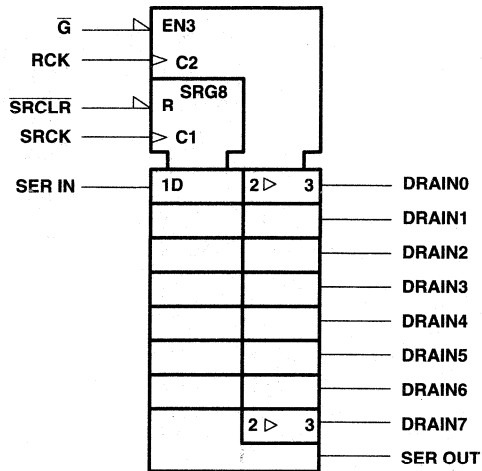 G EN3
RCK C2
SRG8
SRCLR R
SRCK C1
SER IN 1D 2 ▷ 3 DRAIN0
DRAIN1
DRAIN2
DRAIN3
DRAIN4
DRAIN5
DRAIN6
2 ▷ 3 DRAIN7
SER OUT